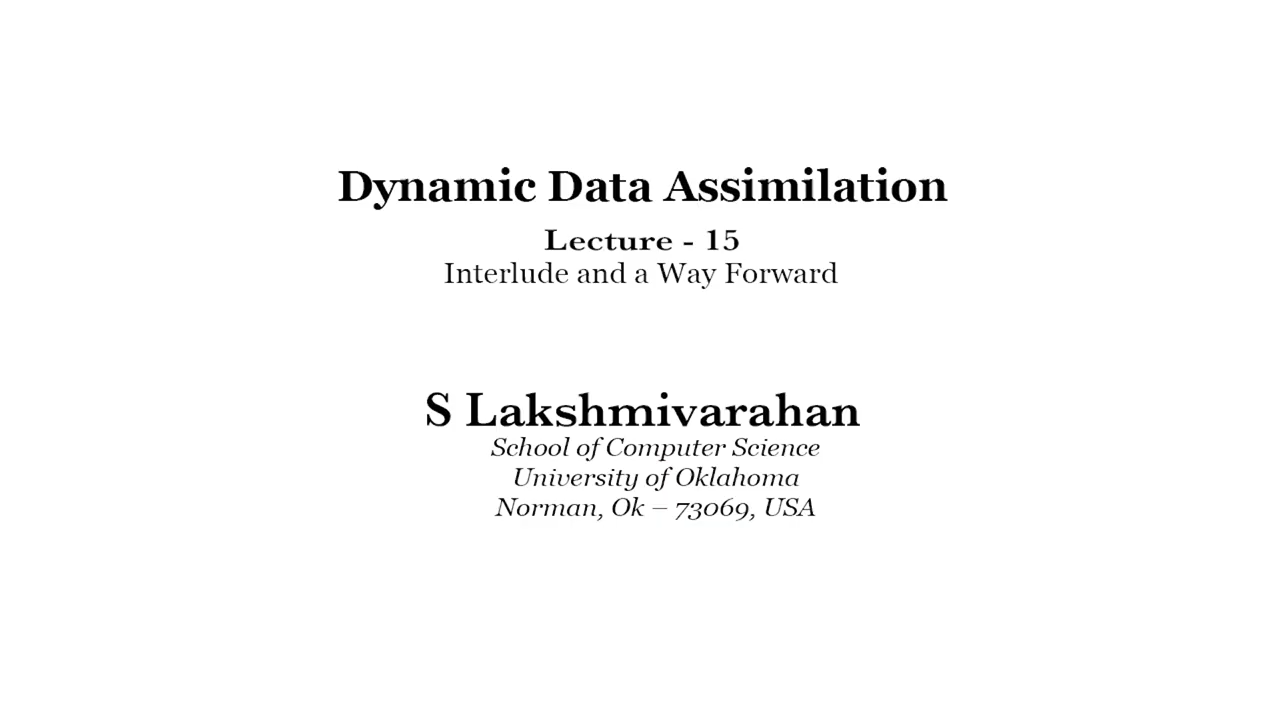 Dynamic Data Assimilation
Lecture - 15
Interlude and a Way Forward
S Lakshmivarahan
School of Computer Science
University of Oklahoma
Norman, Ok – 73069, USA